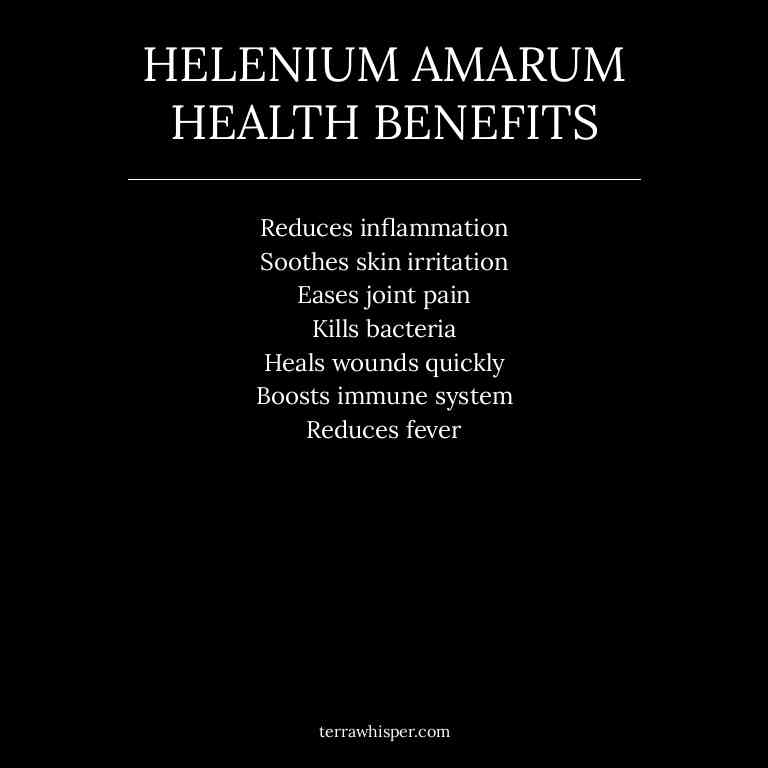 HELENIUM AMARUM
HEALTH BENEFITS
Reduces inflammation
Soothes skin irritation
Eases joint pain
Kills bacteria
Heals wounds quickly
Boosts immune system
Reduces fever
terrawhisper.com